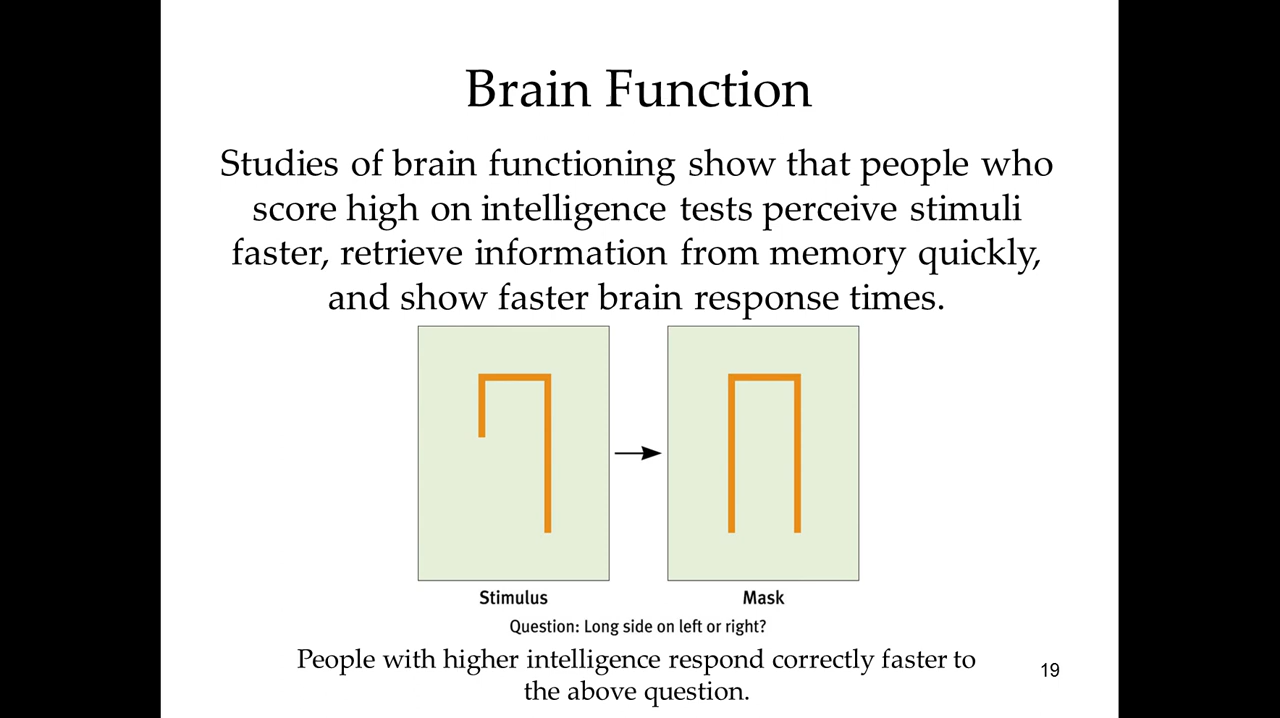 Brain Function
Studies of brain functioning show that people who
score high on intelligence tests perceive stimuli
faster, retrieve information from memory quickly,
and show faster brain response times.
Stimulus
Mask
Question: Long side on left or right?
People with higher intelligence respond correctly faster to
the above question.
19